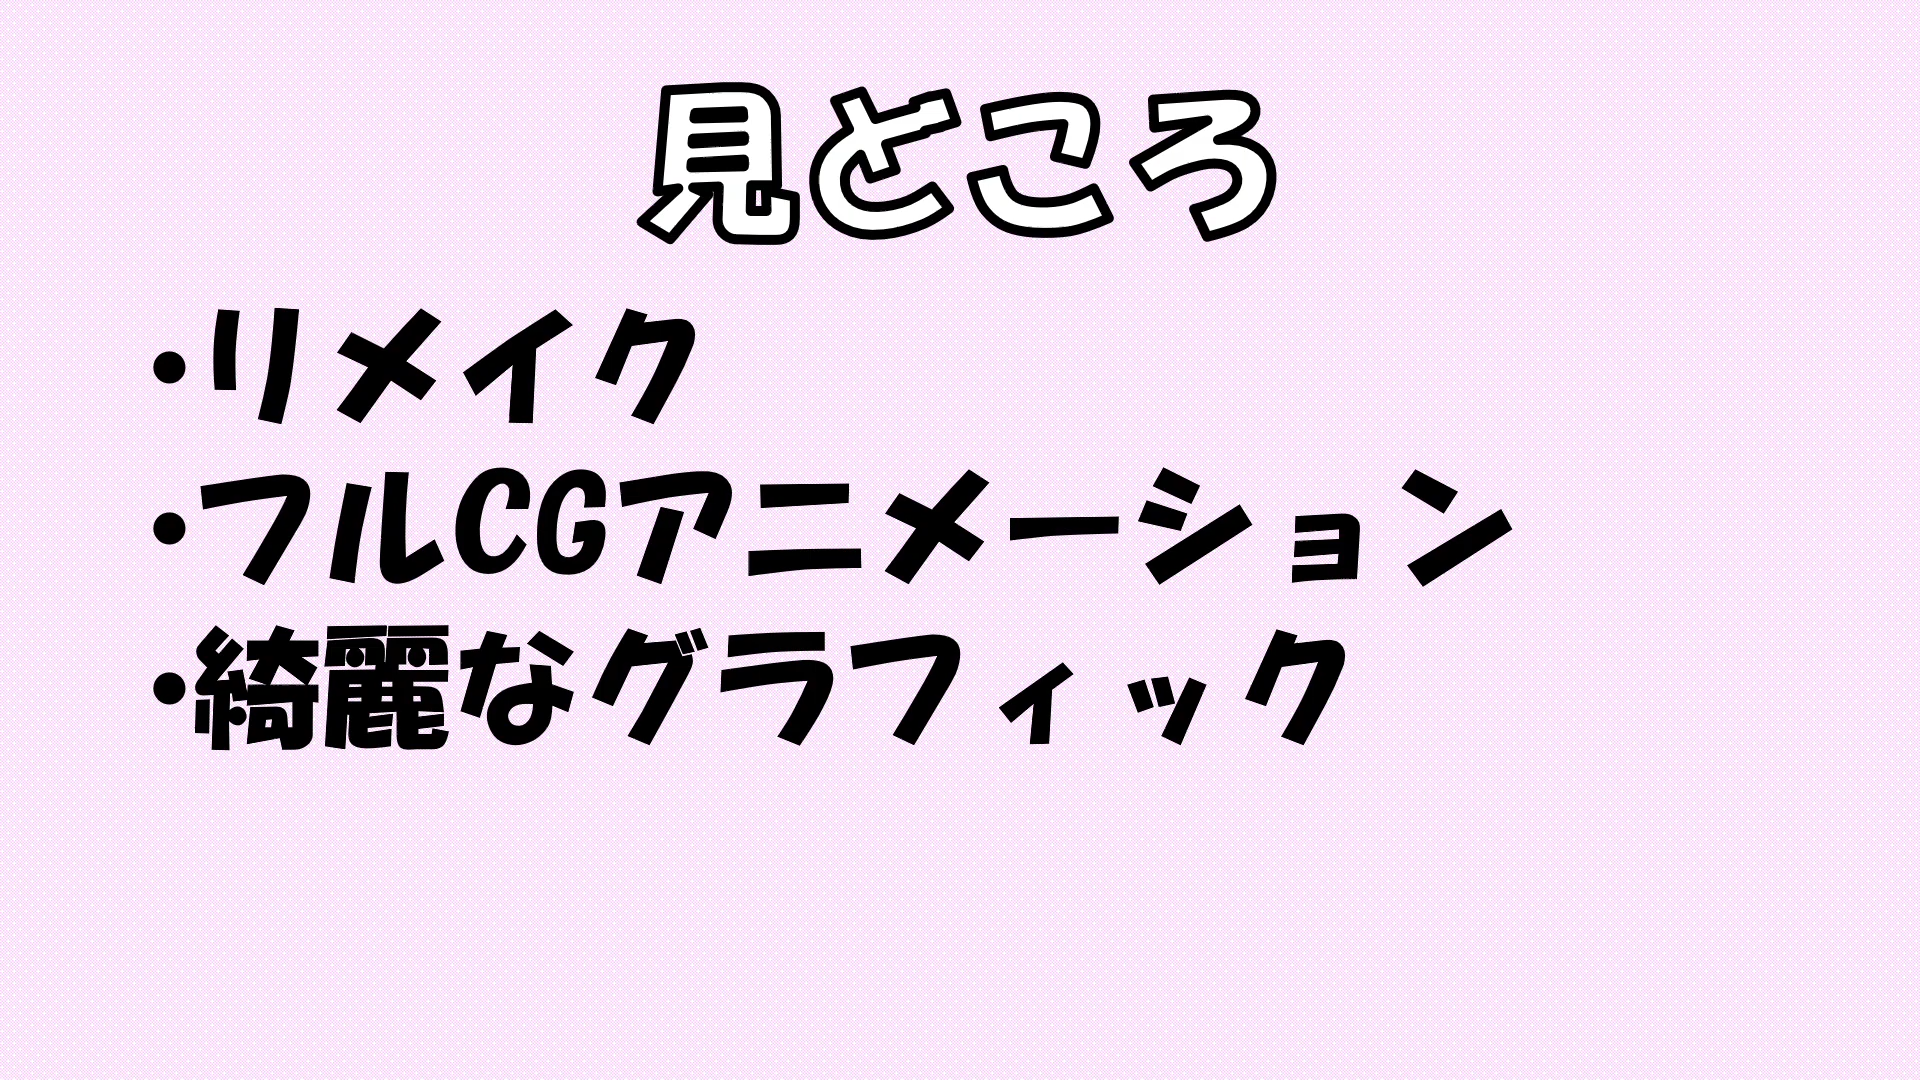 見どころ
・リメイク
・フルCGアニメーション
・綺麗なグラフィック